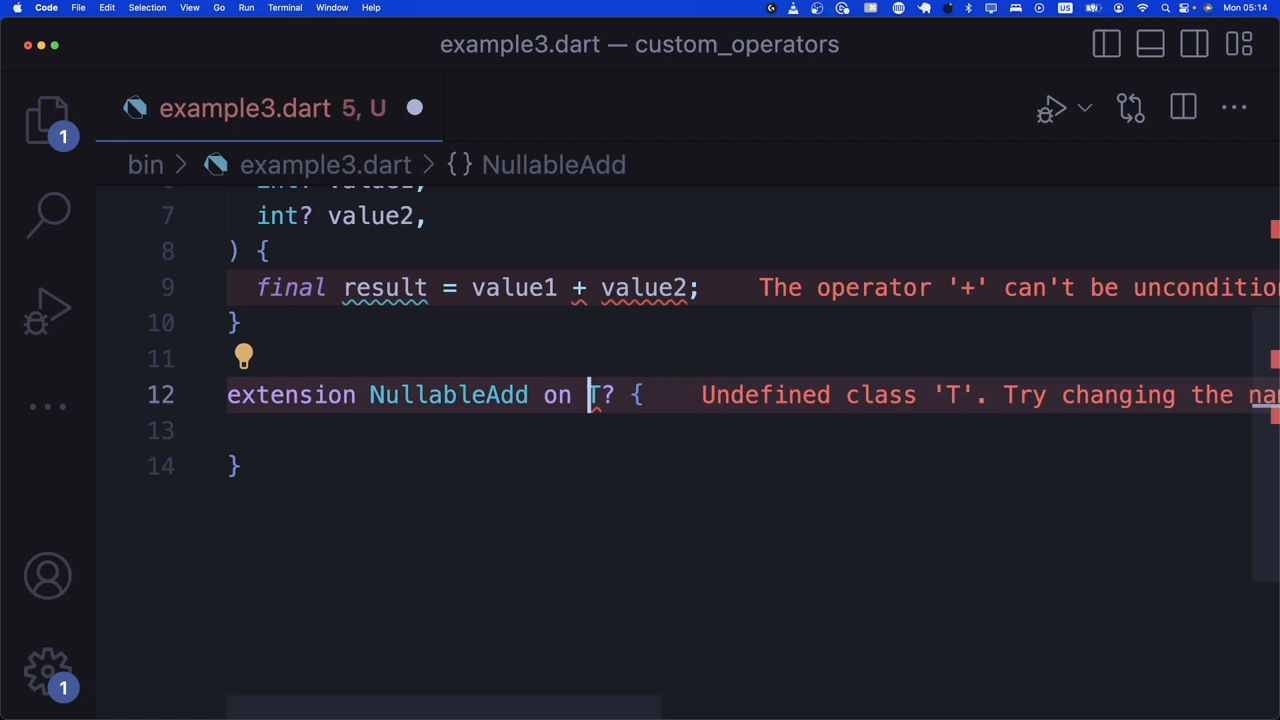 Code File Edit Selection View Go Run Terminal Window Help US Mon 05:14
example3.dart — custom_operators
example3.dart 5, U
1
bin > example3.dart > {} NullableAdd
7 int? value2,
8 ) {
9 final result = value1 + value2; The operator '+' can't be unconditio
10 }
11
12 extension NullableAdd on T? { Undefined class 'T'. Try changing the na
13
14 }
1